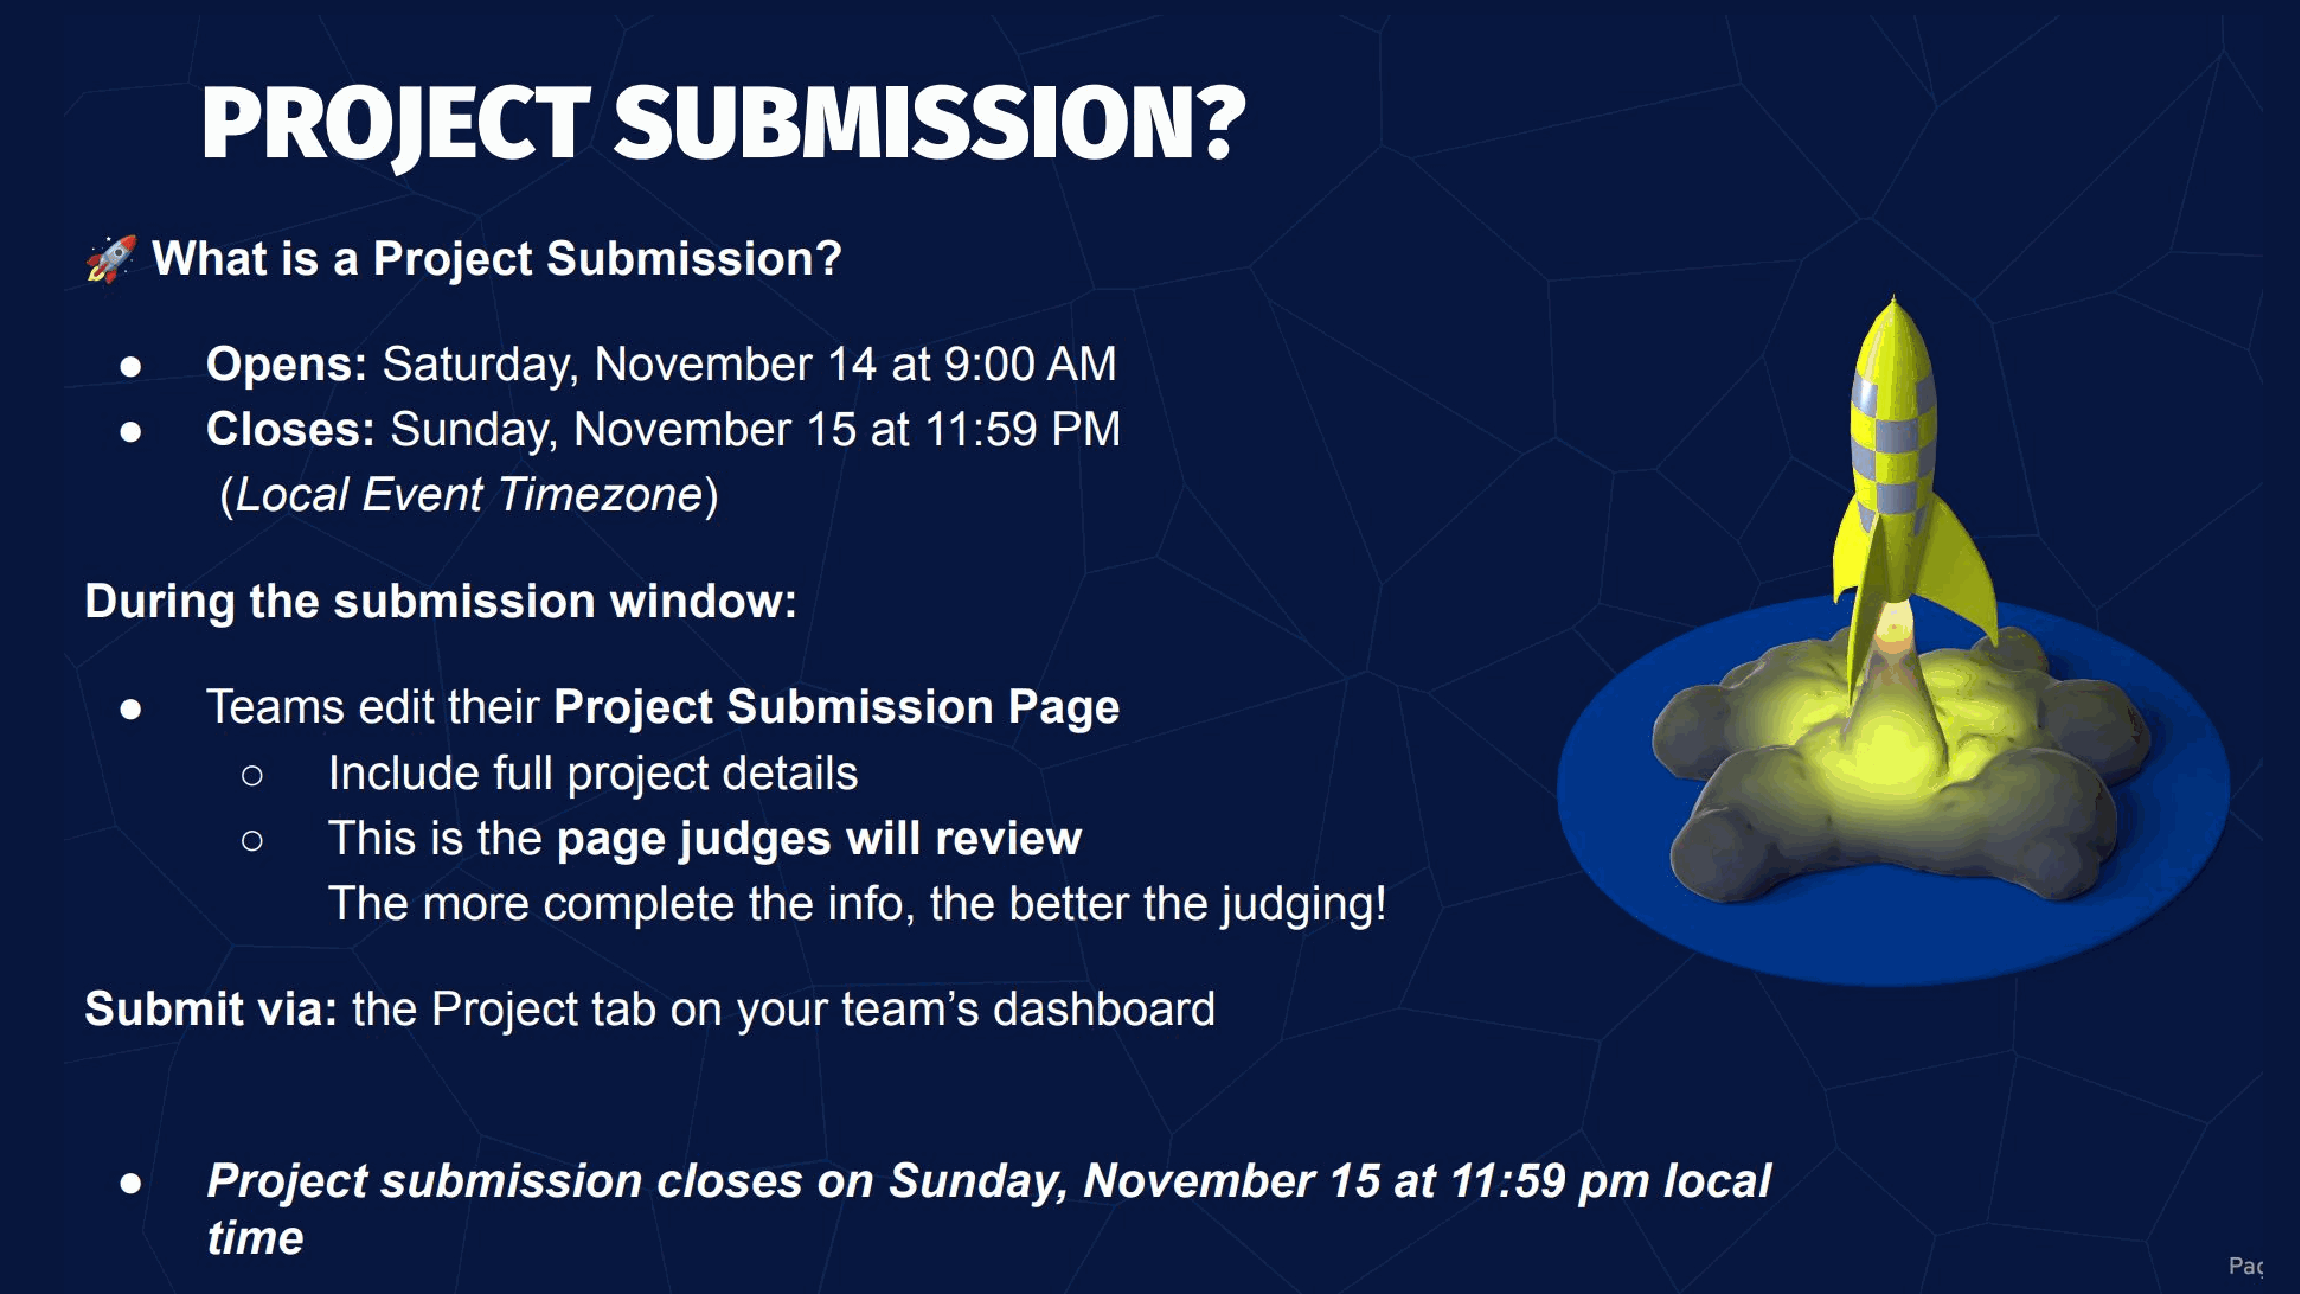 PROJECT SUBMISSION?
🚀 What is a Project Submission?
● Opens: Saturday, November 14 at 9:00 AM
● Closes: Sunday, November 15 at 11:59 PM
(Local Event Timezone)
During the submission window:
● Teams edit their Project Submission Page
○ Include full project details
○ This is the page judges will review
The more complete the info, the better the judging!
Submit via: the Project tab on your team’s dashboard
● Project submission closes on Sunday, November 15 at 11:59 pm local
time